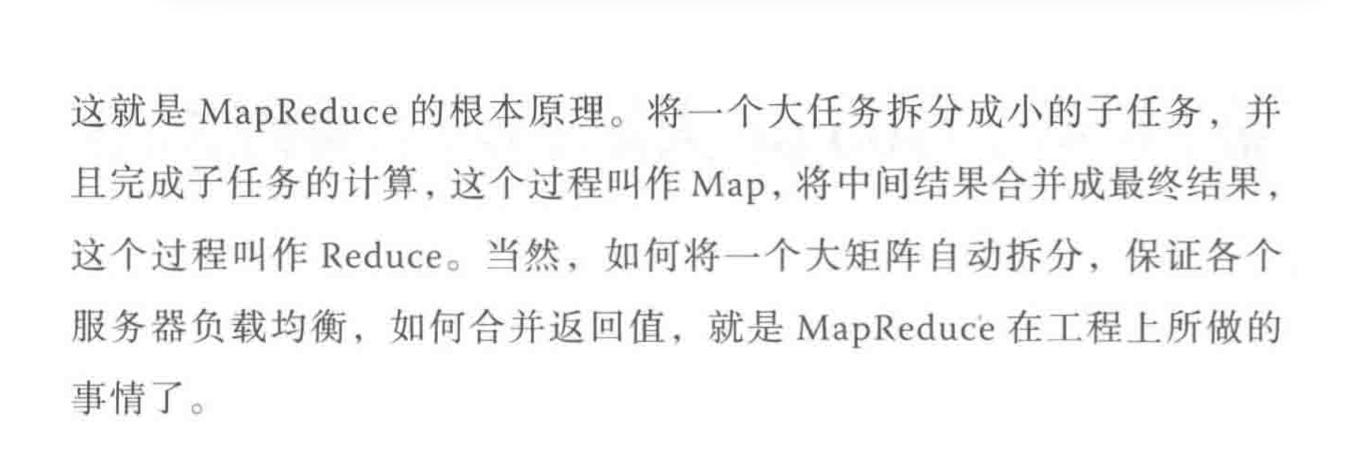 这就是 MapReduce 的根本原理。将一个大任务拆分成小的子任务，并
且完成子任务的计算，这个过程叫作 Map，将中间结果合并成最终结果，
这个过程叫作 Reduce。当然，如何将一个大矩阵自动拆分，保证各个
服务器负载均衡，如何合并返回值，就是 MapReduce 在工程上所做的
事情了。